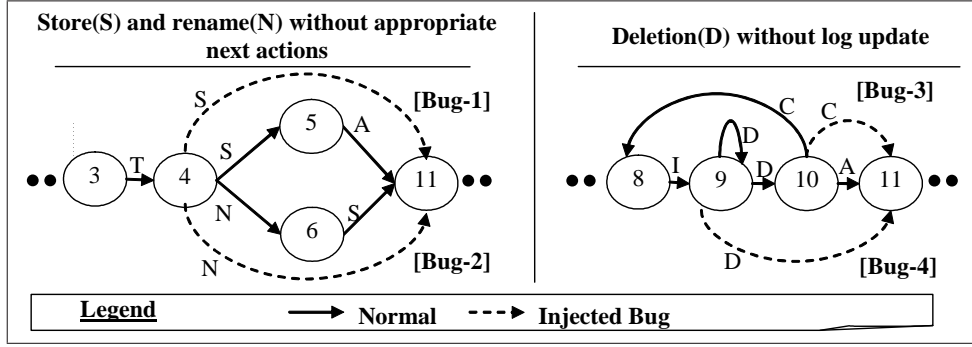 Store(S) and rename(N) without appropriate
next actions
S
[Bug-1]
5
A
S
3
T
4
11
N
S
6
N
[Bug-2]
Deletion(D) without log update
[Bug-3]
C
C
D
8
I
9
D
10
A
11
D
[Bug-4]
Legend
Normal
Injected Bug